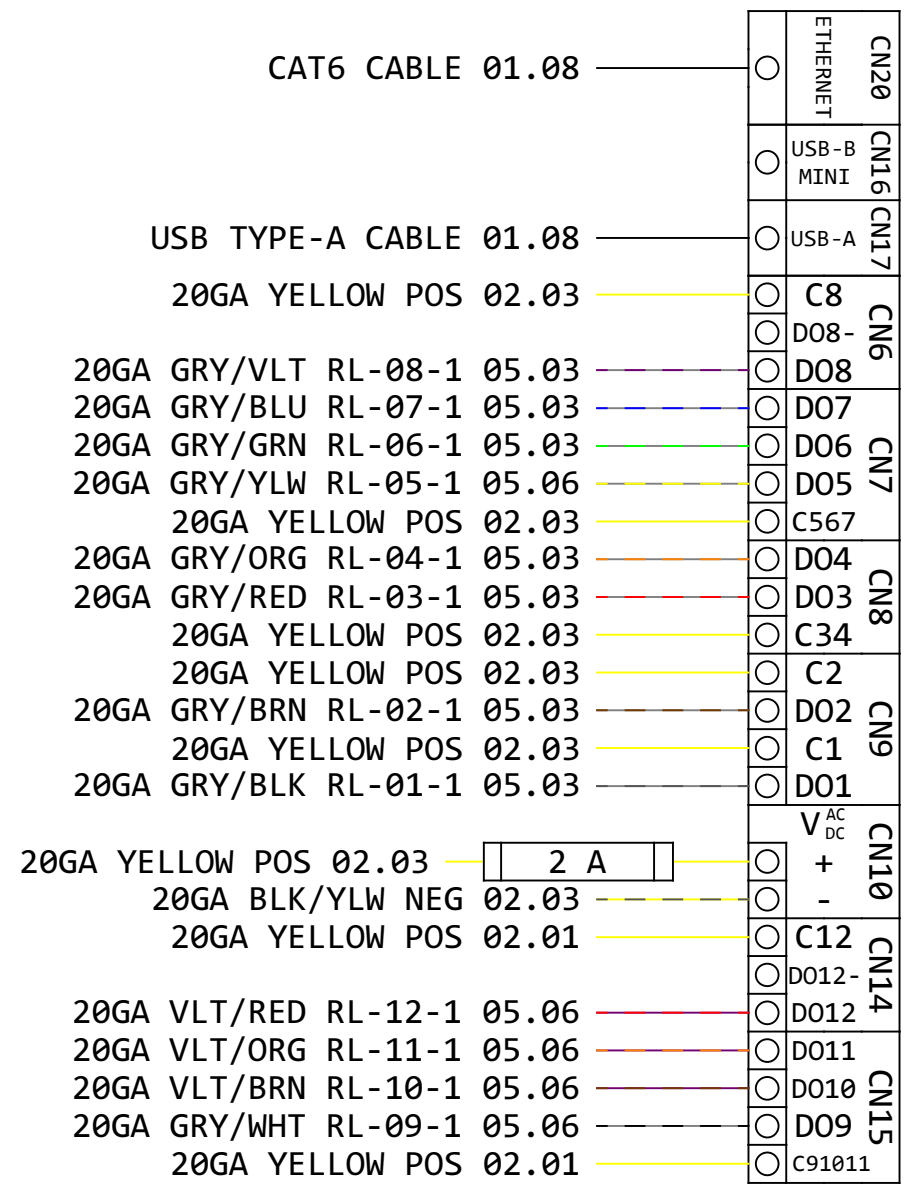 CAT6 CABLE 01.08 ETHERNET CN20
USB-B MINI CN16
USB TYPE-A CABLE 01.08 USB-A CN17
20GA YELLOW POS 02.03 C8 CN6
DO8-
20GA GRY/VLT RL-08-1 05.03 DO8
20GA GRY/BLU RL-07-1 05.03 DO7 CN7
20GA GRY/GRN RL-06-1 05.03 DO6
20GA GRY/YLW RL-05-1 05.06 DO5
20GA YELLOW POS 02.03 C567
20GA GRY/ORG RL-04-1 05.03 DO4 CN8
20GA GRY/RED RL-03-1 05.03 DO3
20GA YELLOW POS 02.03 C34
20GA YELLOW POS 02.03 C2 CN9
20GA GRY/BRN RL-02-1 05.03 DO2
20GA YELLOW POS 02.03 C1
20GA GRY/BLK RL-01-1 05.03 DO1
V AC DC CN10
20GA YELLOW POS 02.03 2 A +
20GA BLK/YLW NEG 02.03 -
20GA YELLOW POS 02.01 C12 CN14
DO12-
20GA VLT/RED RL-12-1 05.06 DO12
20GA VLT/ORG RL-11-1 05.06 DO11 CN15
20GA VLT/BRN RL-10-1 05.06 DO10
20GA GRY/WHT RL-09-1 05.06 DO9
20GA YELLOW POS 02.01 C91011